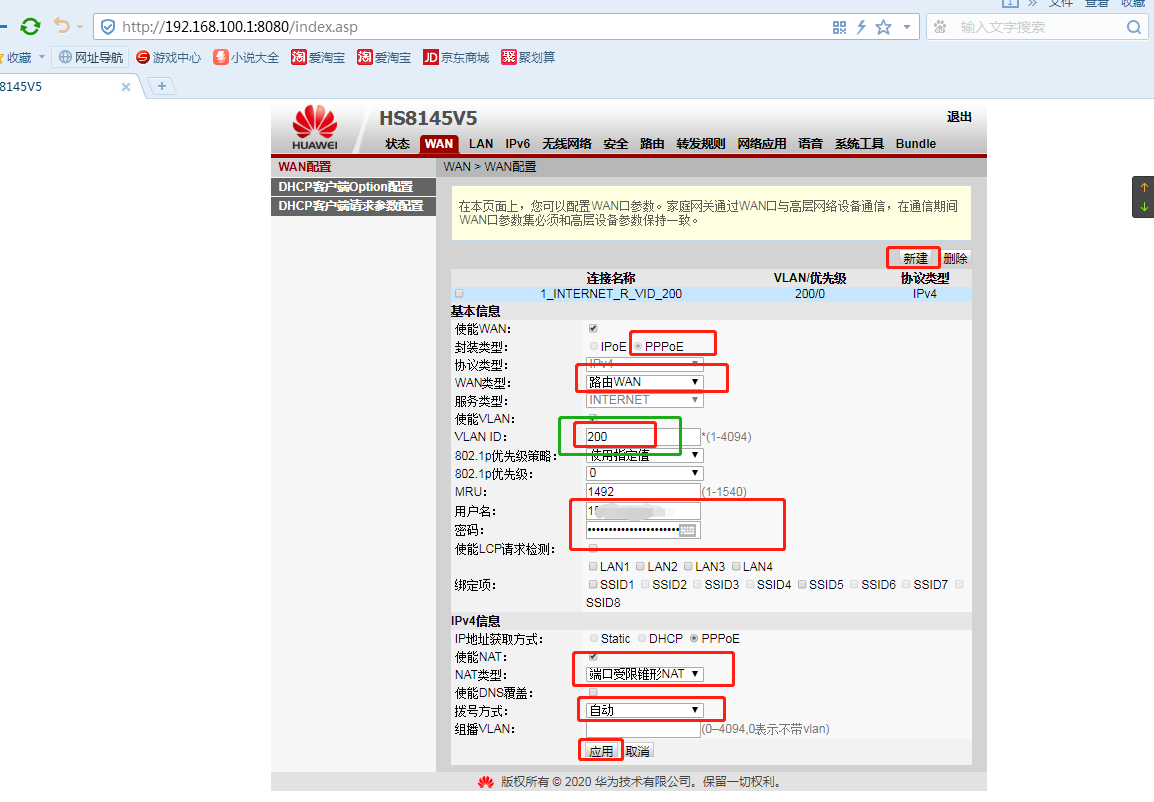 1 » 文件 查看 收藏
http://192.168.100.1:8080/index.asp 输入文字搜索
收藏 网址导航 游戏中心 小说大全 淘 爱淘宝 淘 爱淘宝 JD 京东商城 聚 聚划算
8145V5 × +
HUAWEI HS8145V5 退出
状态 WAN LAN IPv6 无线网络 安全 路由 转发规则 网络应用 语音 系统工具 Bundle
WAN配置 WAN > WAN配置
DHCP客户端Option配置
DHCP客户端请求参数配置
在本页面上，您可以配置WAN口参数。家庭网关通过WAN口与高层网络设备通信，在通信期间
WAN口参数集必须和高层设备参数保持一致。
新建 删除
连接名称 VLAN/优先级 协议类型
1_INTERNET_R_VID_200 200/0 IPv4
基本信息
使能WAN：
封装类型： IPoE PPPoE
协议类型： IPv4
WAN类型： 路由WAN
服务类型： INTERNET
使能VLAN：
VLAN ID： 200 *(1-4094)
802.1p优先级策略： 使用指定值
802.1p优先级： 0
MRU： 1492 (1-1540)
用户名： 1
密码： ••••••••••••••••••••••
使能LCP请求检测：
LAN1 LAN2 LAN3 LAN4
绑定项： SSID1 SSID2 SSID3 SSID4 SSID5 SSID6 SSID7
SSID8
IPv4信息
IP地址获取方式： Static DHCP PPPoE
使能NAT：
NAT类型： 端口受限锥形NAT
使能DNS覆盖：
拨号方式： 自动
组播VLAN： (0–4094,0表示不带vlan)
应用 取消
版权所有 © 2020 华为技术有限公司。保留一切权利。